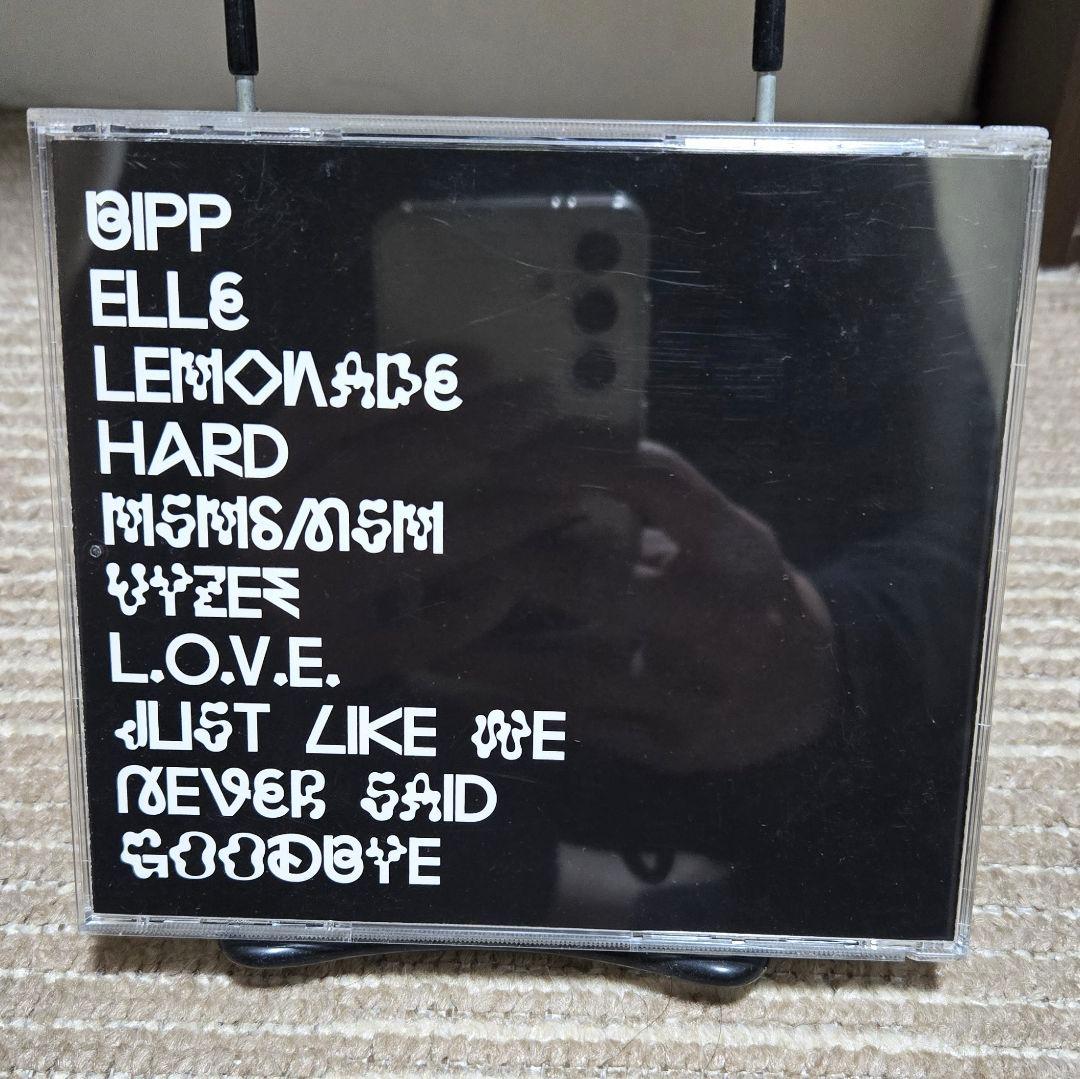 BIPP
ELLE
LEMONADE
HARD
MSMSMSM
VYZEE
L.O.V.E.
JUST LIKE WE
NEVER SAID
GOODBYE